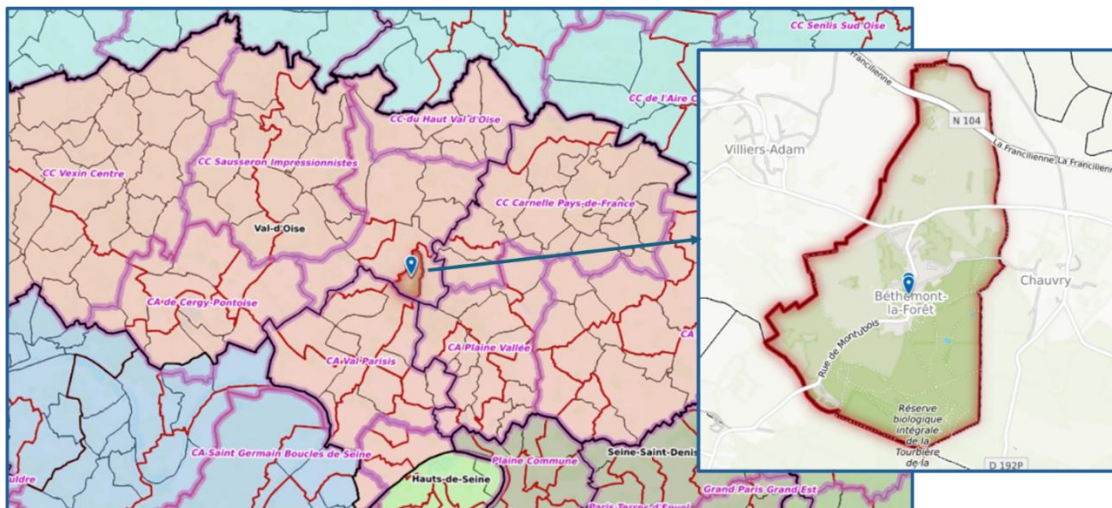 CC Senlis Sud Oise
CC de l'Aire C
CC du Haut Val d'Oise
CC Sausseron Impressionnistes
CC Vexin Centre
CC Carnelle Pays-de-France
Val-d'Oise
CA de Cergy-Pontoise
CA Val Parisis
CA Plaine Vallée
CA
CA Saint Germain Boucles de Seine
Plaine Commune
Seine-Saint-Denis
Hauts-de-Seine
Grand Paris Grand Est
Paris Terres d'Envol
uldre
Francilienne
La Francilienne
N 104
La Francilienne
Villiers-Adam
Chauvry
Béthemont-
la-Forêt
Rue de Montubois
Réserve
biologique
intégrale
de la
Tourbière
de la
D 192P